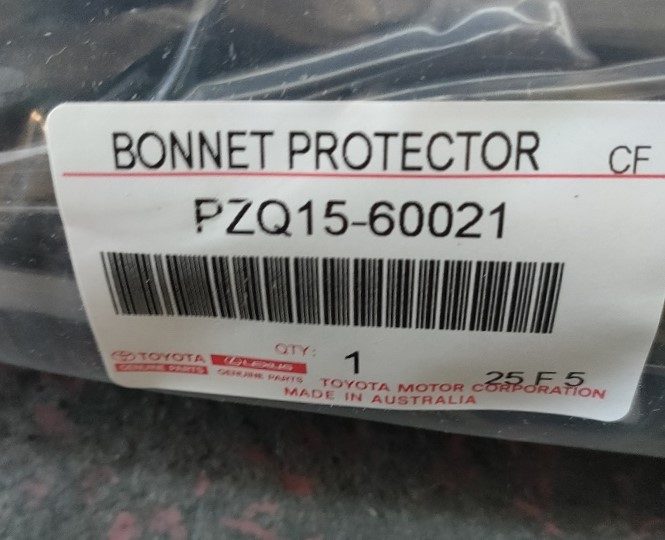 BONNET PROTECTOR CF
PZQ15-60021
QTY: 1
TOYOTA LEXUS
GENUINE PARTS GENUINE PARTS
25 F 5
TOYOTA MOTOR CORPORATION
MADE IN AUSTRALIA